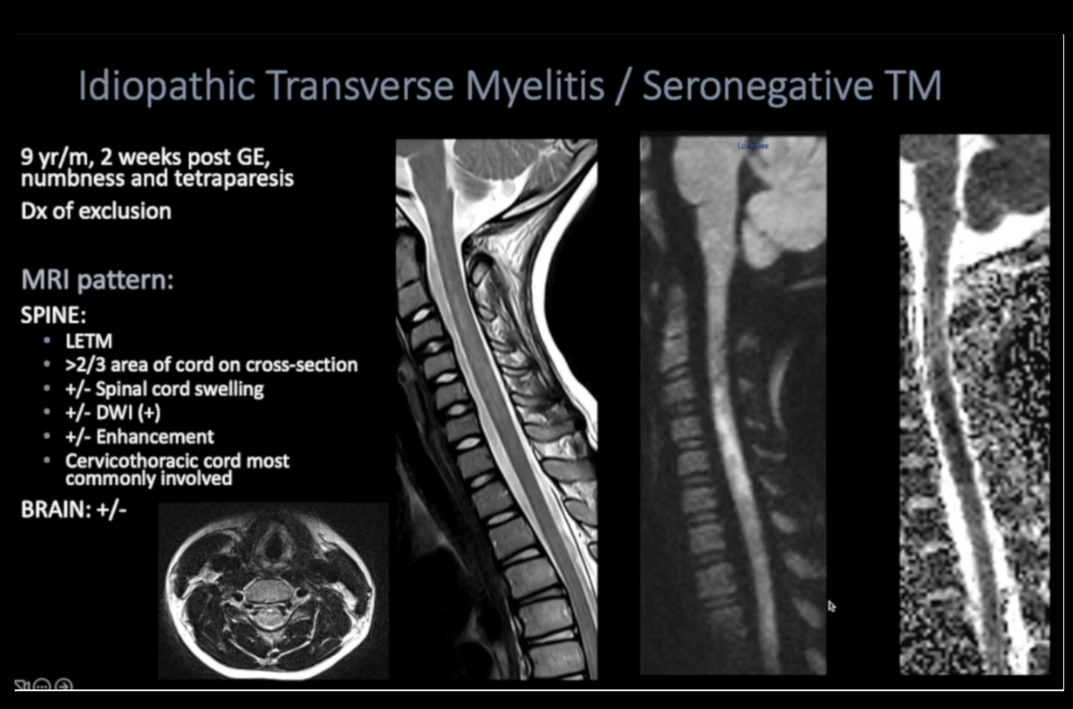 Idiopathic Transverse Myelitis / Seronegative TM
9 yr/m, 2 weeks post GE,
numbness and tetraparesis
Dx of exclusion
MRI pattern:
SPINE:
• LETM
• >2/3 area of cord on cross-section
• +/- Spinal cord swelling
• +/- DWI (+)
• +/- Enhancement
• Cervicothoracic cord most
commonly involved
BRAIN: +/-